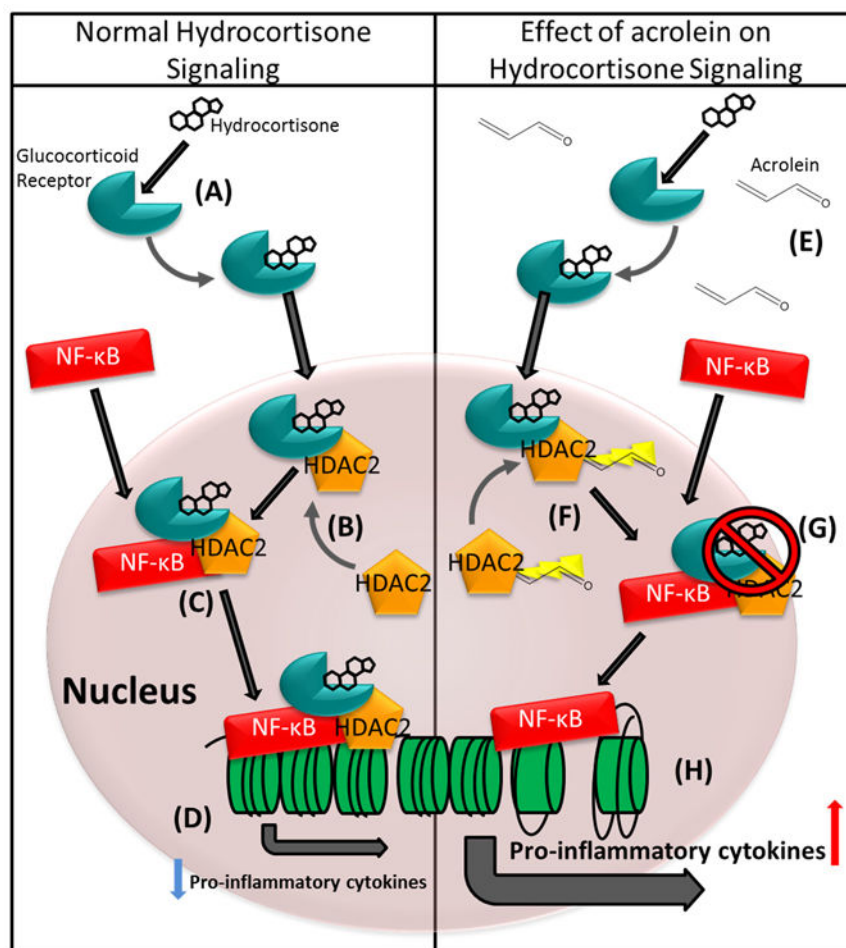 Normal Hydrocortisone
Signaling
Effect of acrolein on
Hydrocortisone Signaling
Hydrocortisone
Glucocorticoid
Receptor
(A)
NF-κB
HDAC2
(B)
HDAC2
NF-κB
HDAC2
(C)
Nucleus
NF-κB
HDAC2
(D)
Pro-inflammatory cytokines
O
Acrolein
O
(E)
O
NF-κB
HDAC2
O
(F)
HDAC2
O
(G)
NF-κB
HDAC2
NF-κB
(H)
Pro-inflammatory cytokines